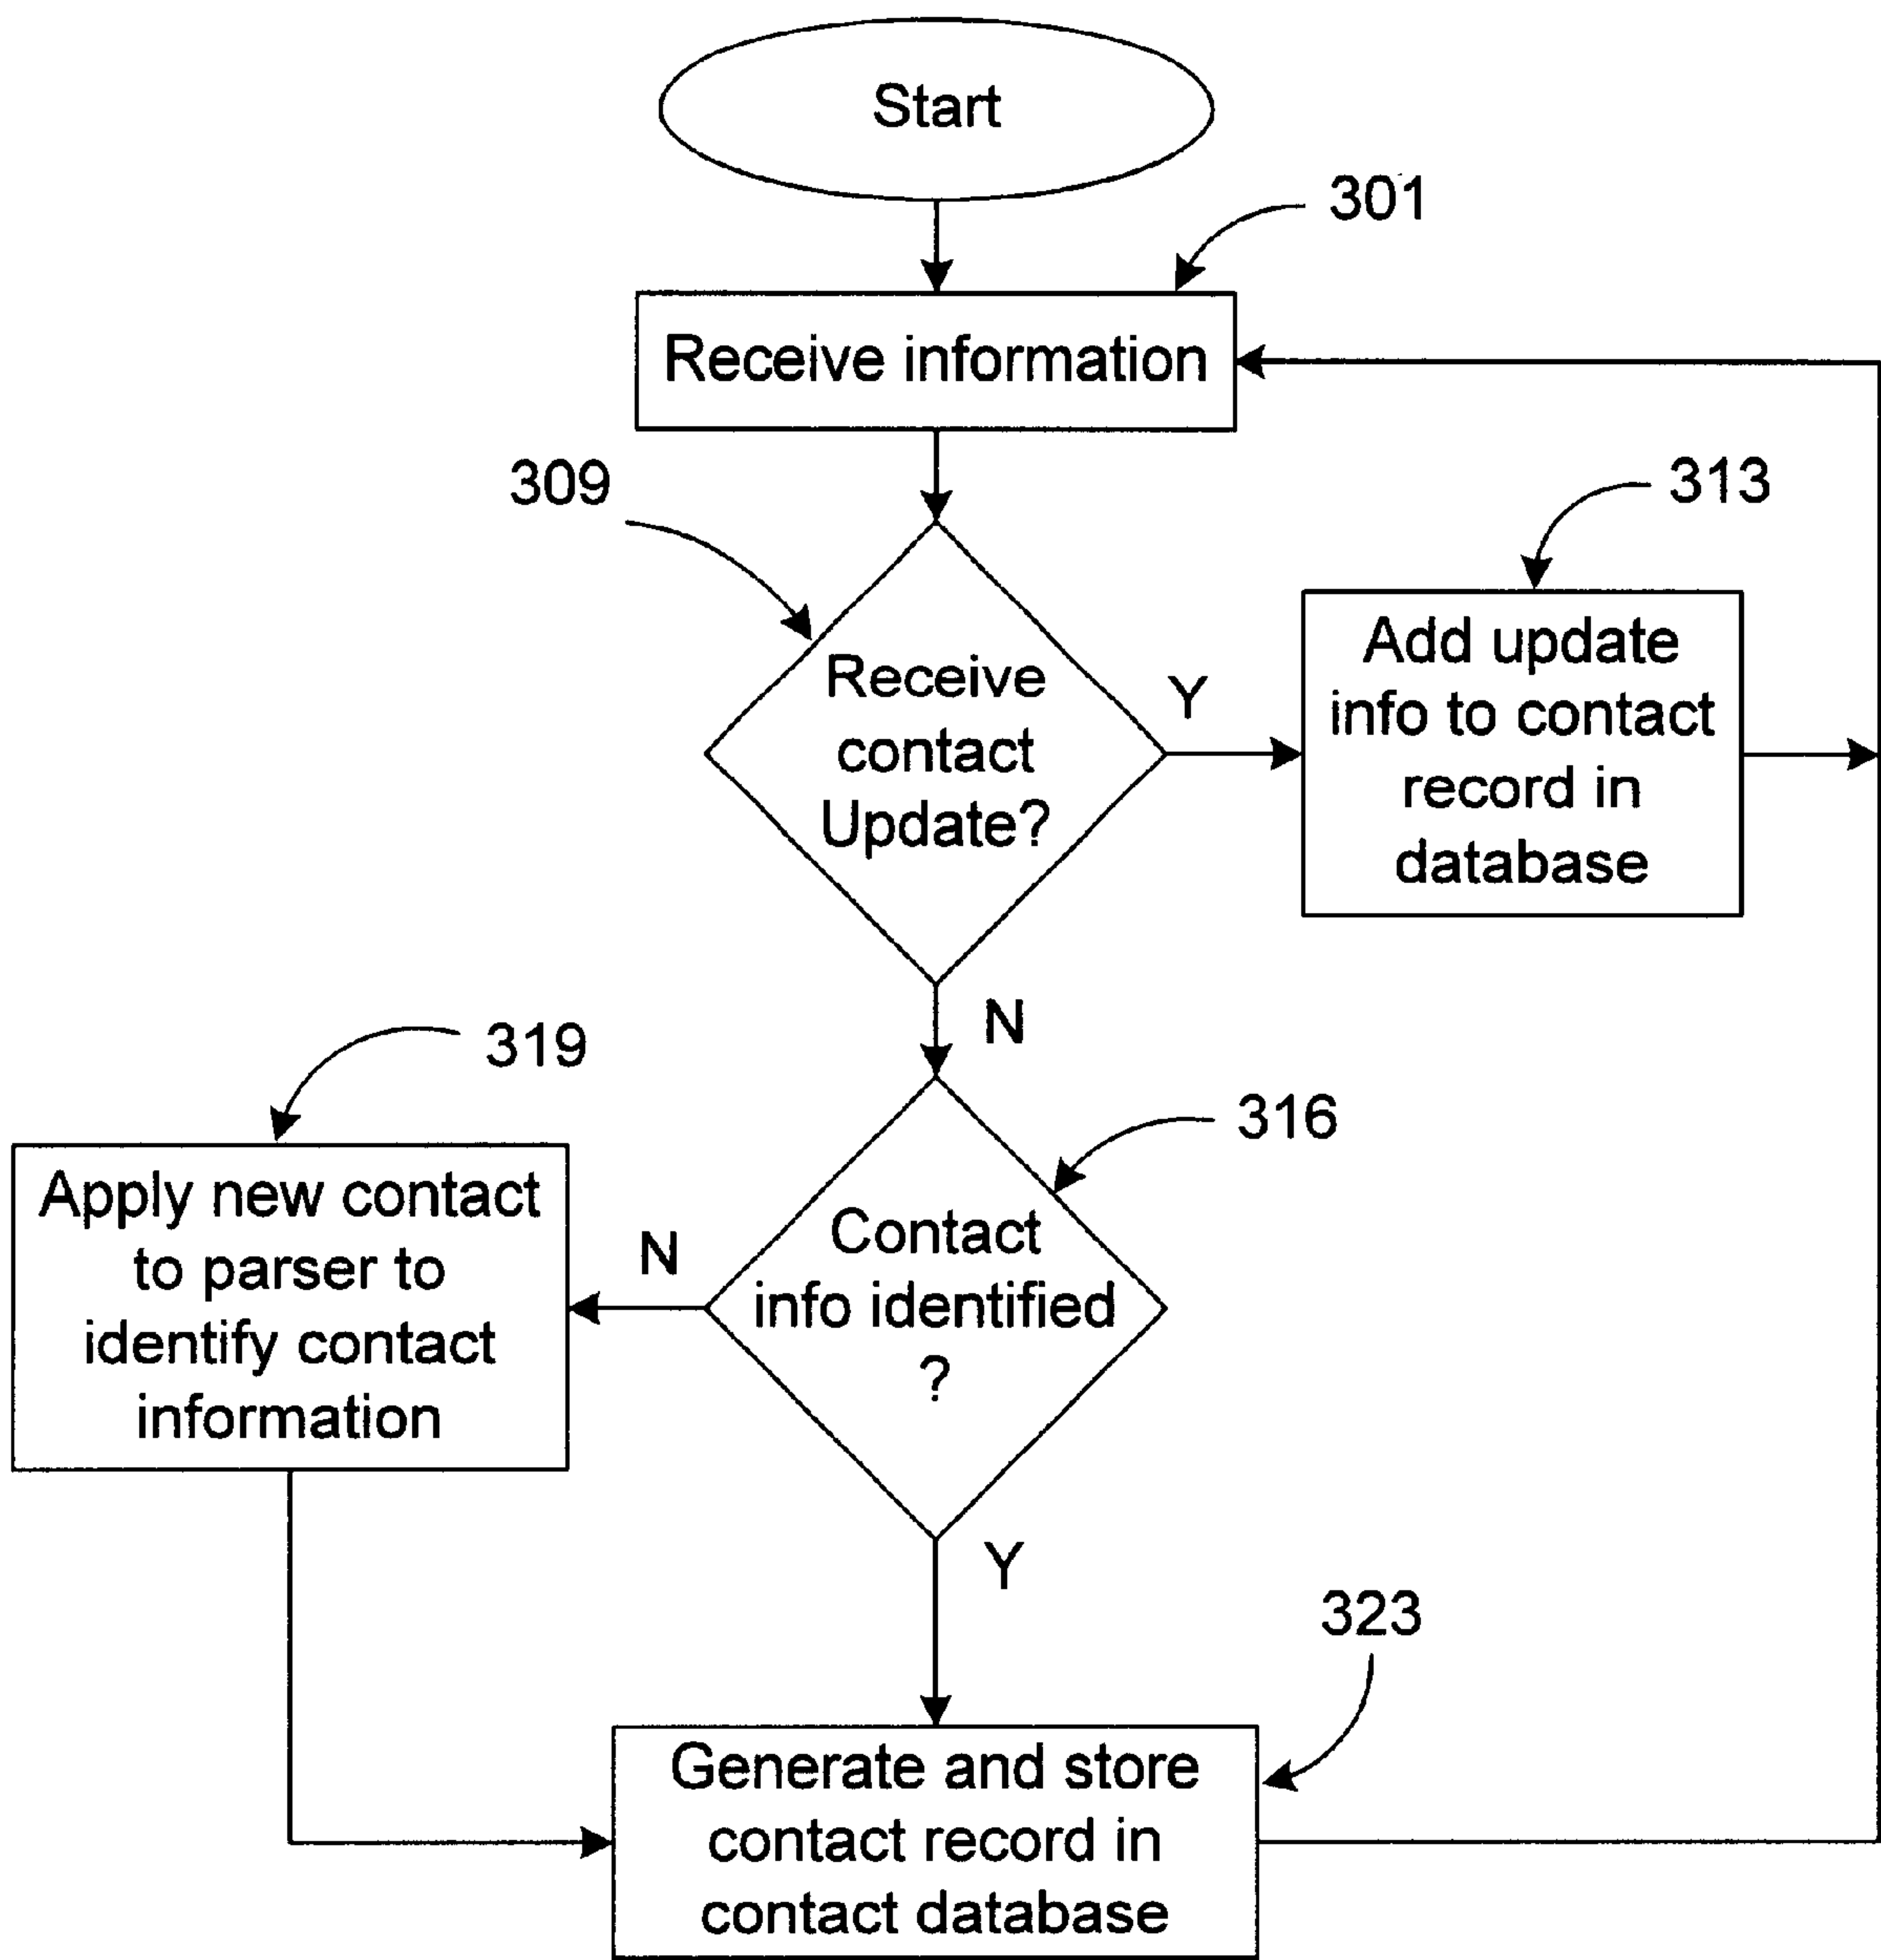 Start
301
Receive information
309
313
Receive
contact
Update?
Y
Add update
info to contact
record in
database
N
319
316
Apply new contact
to parser to
identify contact
information
N
Contact
info identified
?
Y
323
Generate and store
contact record in
contact database